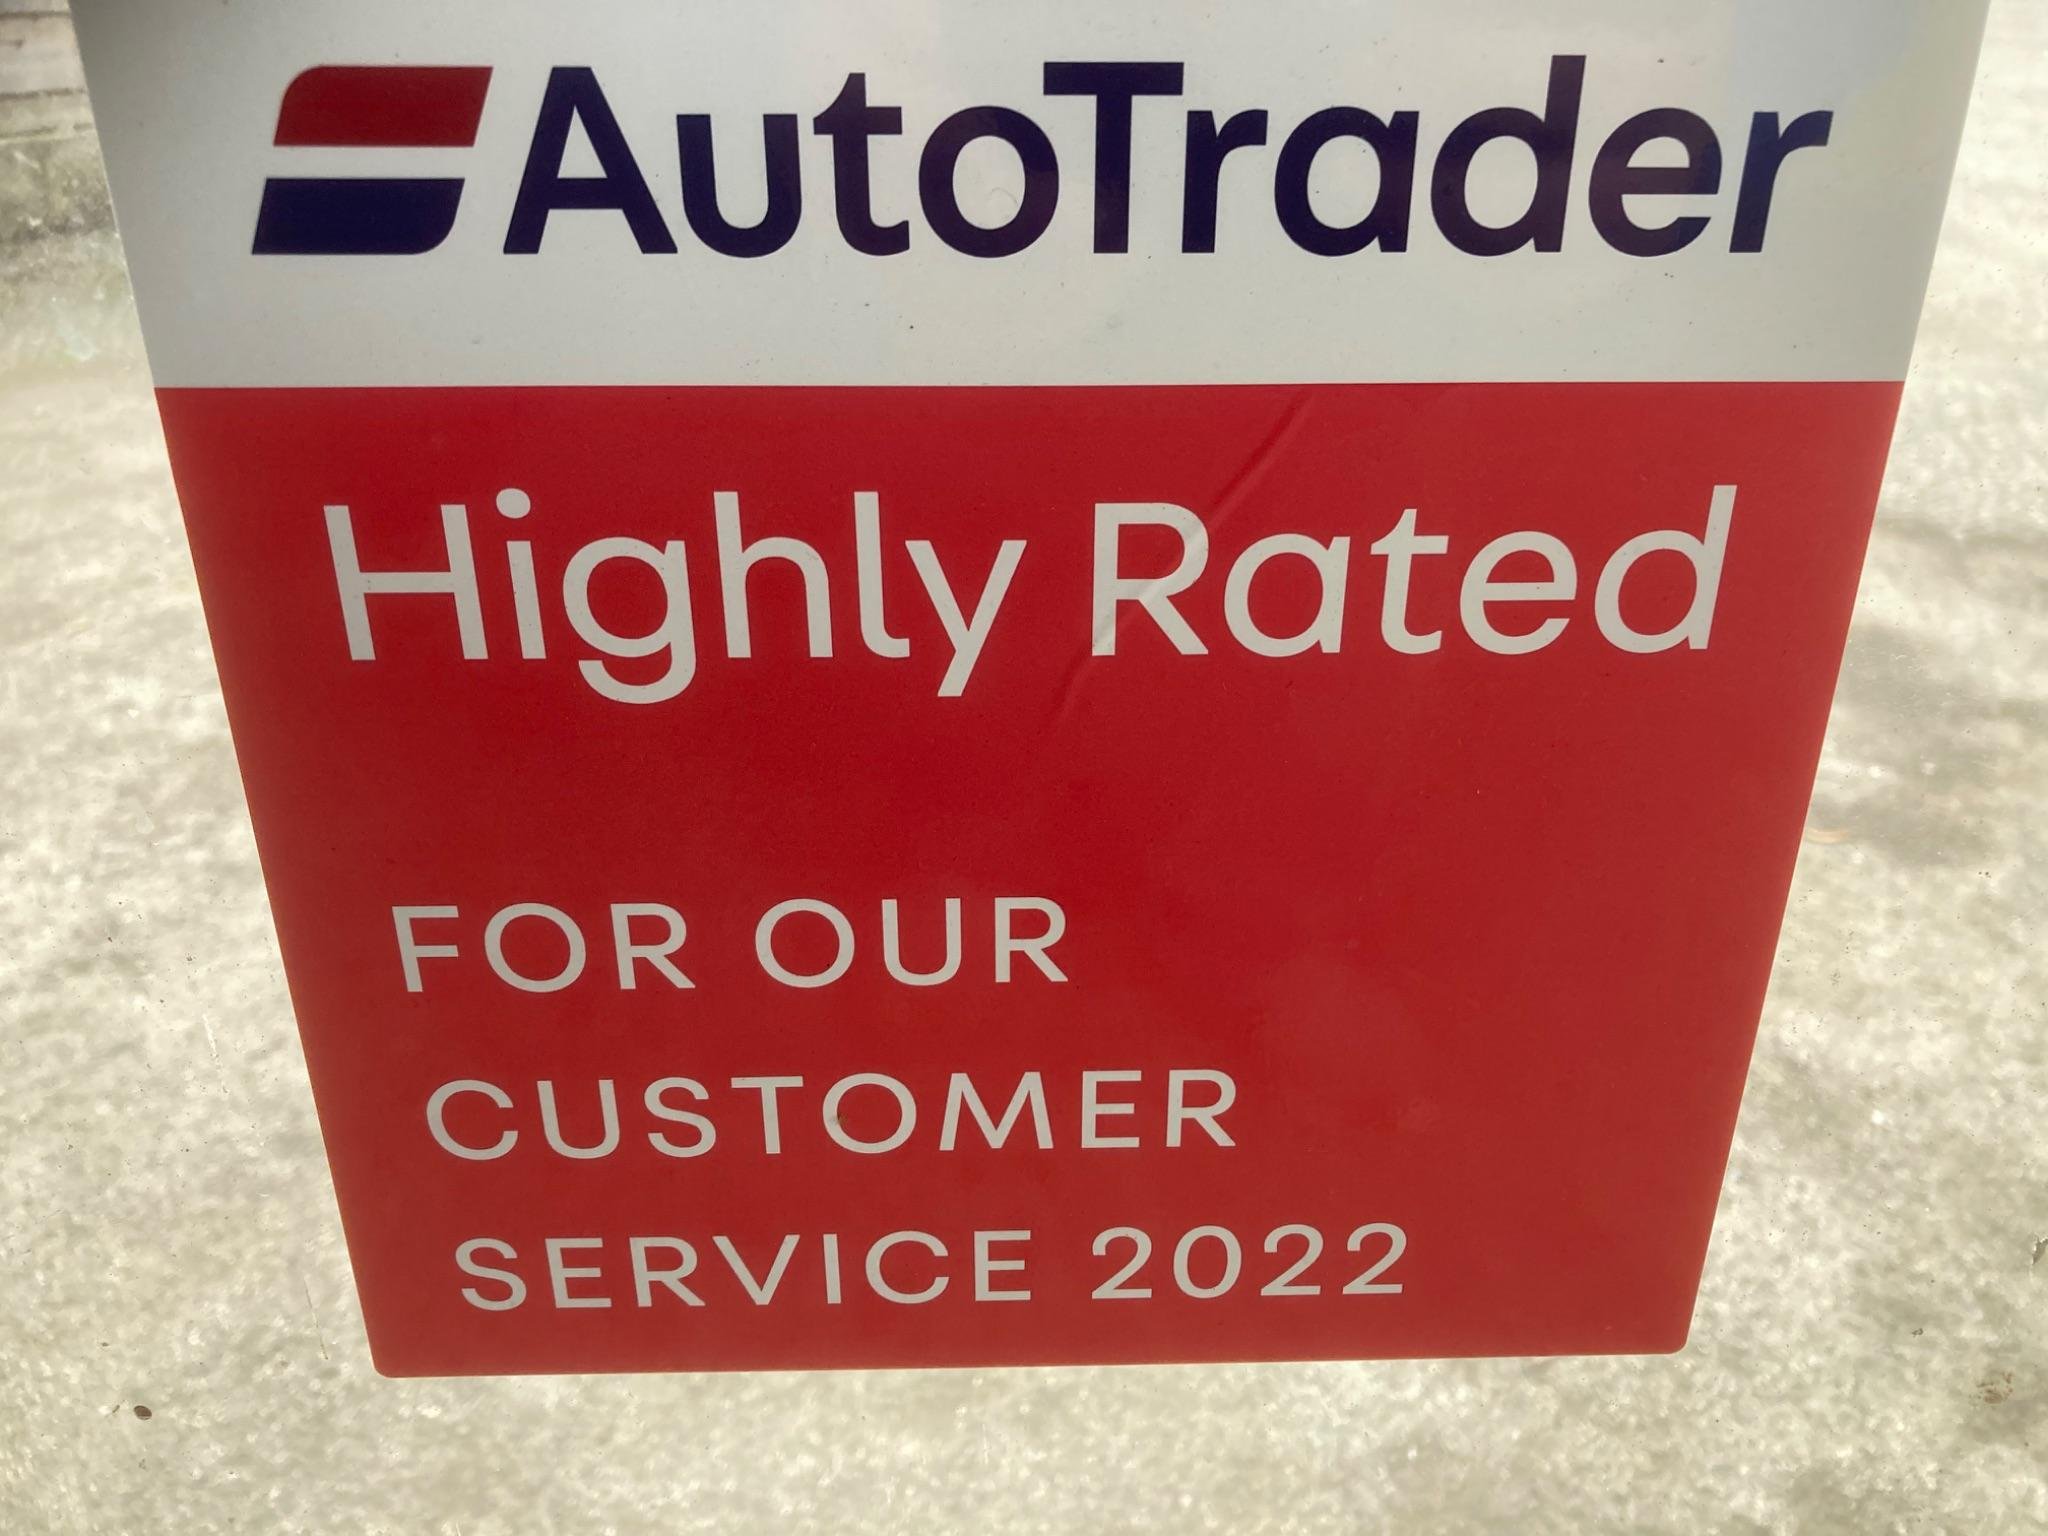 AutoTrader
Highly Rated
FOR OUR
CUSTOMER
SERVICE 2022